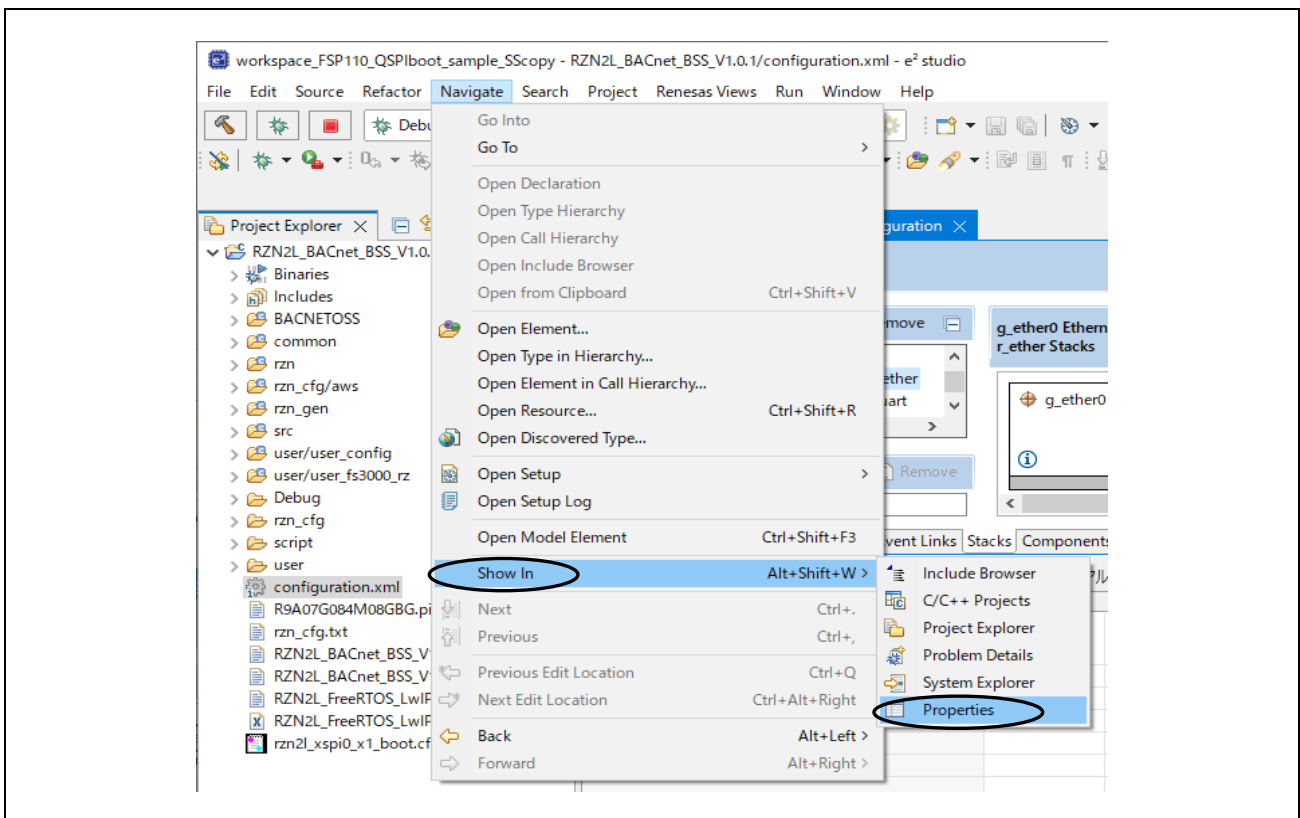 workspace_FSP110_QSPIboot_sample_SScopy - RZN2L_BACnet_BSS_V1.0.1/configuration.xml - e² studio
File Edit Source Refactor Navigate Search Project Renesas Views Run Window Help
Debu
Project Explorer
RZN2L_BACnet_BSS_V1.0.
Binaries
Includes
BACNETOSS
common
rzn
rzn_cfg/aws
rzn_gen
src
user/user_config
user/user_fs3000_rz
Debug
rzn_cfg
script
user
configuration.xml
R9A07G084M08GBG.pi
rzn_cfg.txt
RZN2L_BACnet_BSS_V
RZN2L_BACnet_BSS_V
RZN2L_FreeRTOS_LwIP
RZN2L_FreeRTOS_LwIP
rzn2l_xspi0_x1_boot.cf
Go Into
Go To >
Open Declaration
Open Type Hierarchy
Open Call Hierarchy
Open Include Browser
Open from Clipboard Ctrl+Shift+V
Open Element...
Open Type in Hierarchy...
Open Element in Call Hierarchy...
Open Resource... Ctrl+Shift+R
Open Discovered Type...
Open Setup >
Open Setup Log
Open Model Element Ctrl+Shift+F3
Show In Alt+Shift+W >
Next Ctrl+.
Previous Ctrl+,
Previous Edit Location Ctrl+Q
Next Edit Location Ctrl+Alt+Right
Back Alt+Left >
Forward Alt+Right >
guration
move
ether
uart
Remove
g_ether0 Ethern
r_ether Stacks
g_ether0
vent Links Stacks Components
Include Browser
C/C++ Projects
Project Explorer
Problem Details
System Explorer
Properties